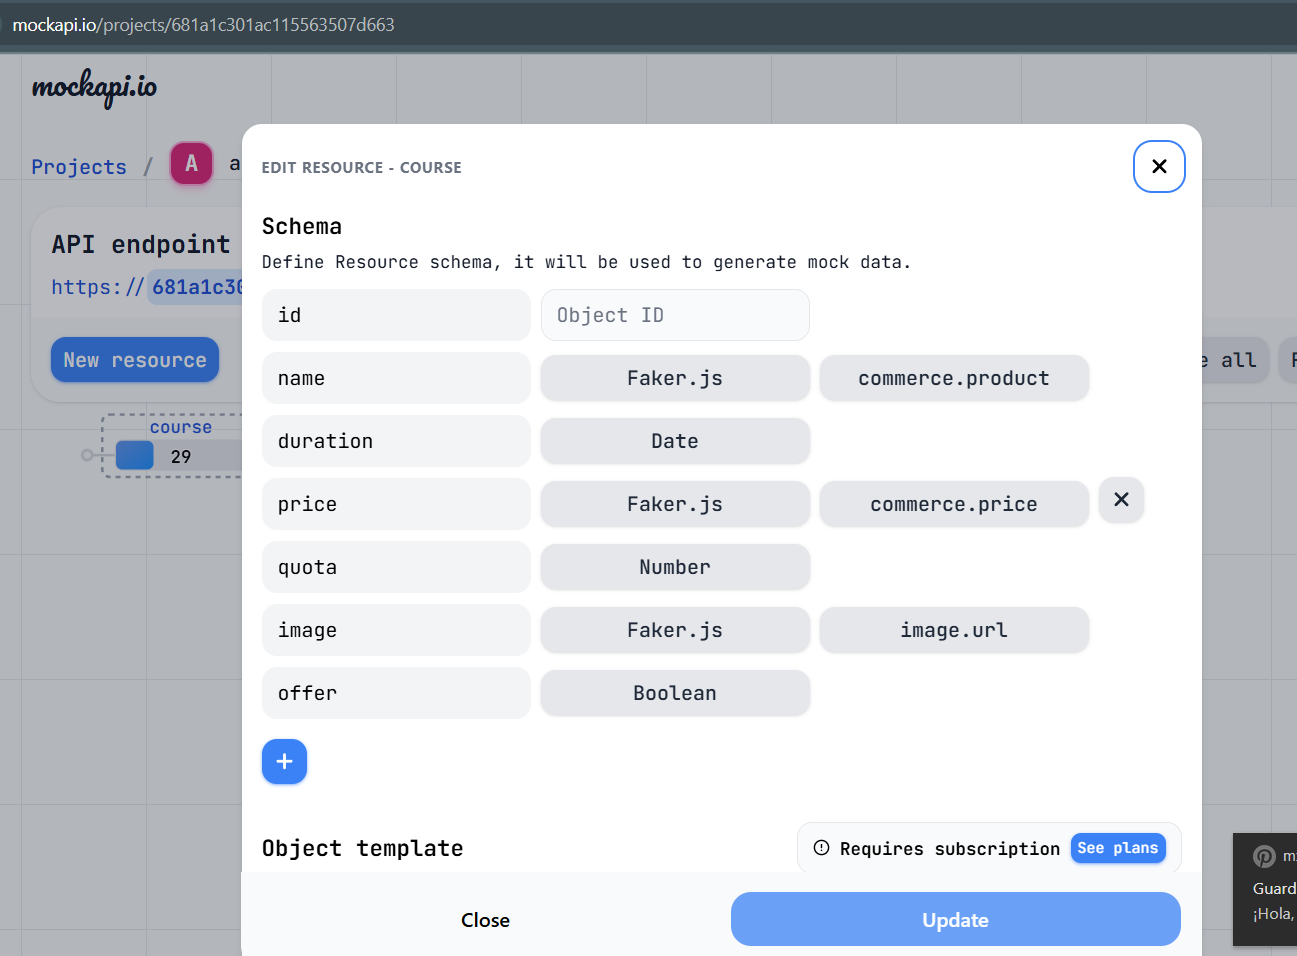 mockapi.io/projects/681a1c301ac115563507d663
mockapi.io
Projects / A a
EDIT RESOURCE - COURSE
API endpoint
https://681a1c30
New resource
e all
course
29
Schema
Define Resource schema, it will be used to generate mock data.
id Object ID
name Faker.js commerce.product
duration Date
price Faker.js commerce.price
quota Number
image Faker.js image.url
offer Boolean
+
Object template
Requires subscription See plans
Close Update
Guard
¡Hola,